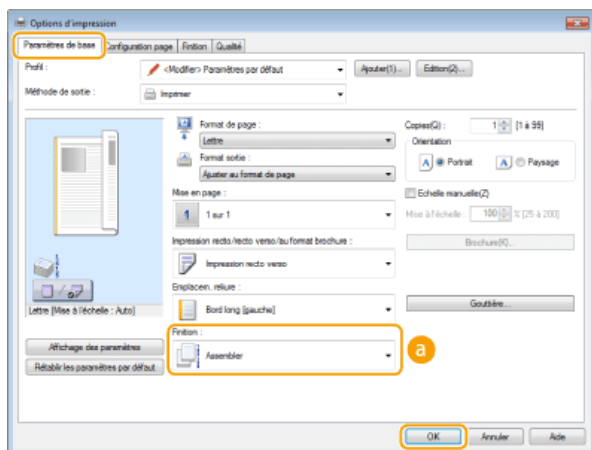 Options d'impression
Paramètres de base Configuration page Finition Qualité
Profil : <Modifier> Paramètres par défaut Ajouter(1)... Edition(2)...
Méthode de sortie : Imprimer
Format de page : Copies(Q) : 1 [1 à 99]
Lettre Orientation
Format sortie : A Portrait A Paysage
Ajuster au format de page
Mise en page : Echelle manuelle(Z)
1 1 sur 1 Mise à l'échelle : 100 % [25 à 200]
Impression recto/recto verso/au format brochure : Brochure(K)...
Impression recto verso
Emplacem. reliure :
Lettre [Mise à l'échelle : Auto] Bord long [gauche] Gouttière...
Finition :
Affichage des paramètres Assembler a
Rétablir les paramètres par défaut
OK Annuler Aide